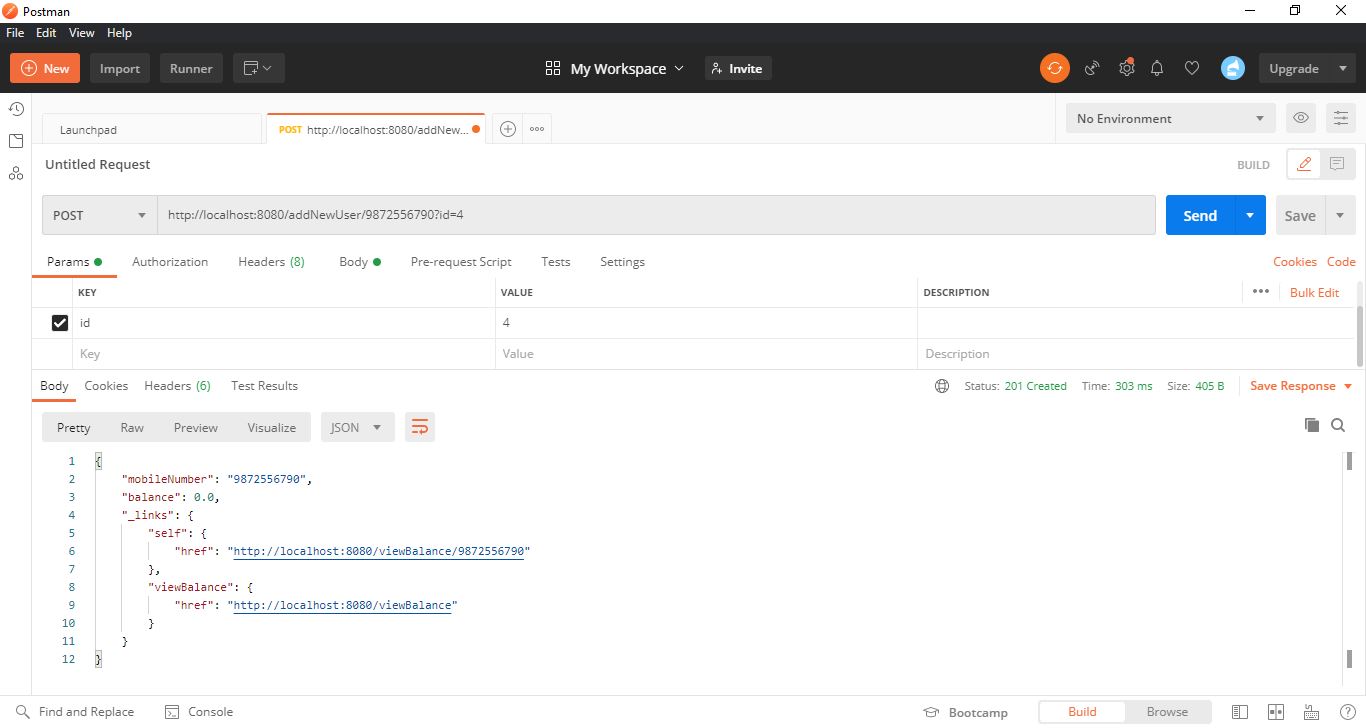 Postman
File Edit View Help
New Import Runner My Workspace Invite Upgrade
Launchpad POST http://localhost:8080/addNew... No Environment
Untitled Request BUILD
POST http://localhost:8080/addNewUser/9872556790?id=4 Send Save
Params Authorization Headers (8) Body Pre-request Script Tests Settings Cookies Code
KEY VALUE DESCRIPTION Bulk Edit
id 4
Key Value Description
Body Cookies Headers (6) Test Results Status: 201 Created Time: 303 ms Size: 405 B Save Response
Pretty Raw Preview Visualize JSON
1 {
2 "mobileNumber": "9872556790",
3 "balance": 0.0,
4 "_links": {
5 "self": {
6 "href": "http://localhost:8080/viewBalance/9872556790"
7 },
8 "viewBalance": {
9 "href": "http://localhost:8080/viewBalance"
10 }
11 }
12 }
Find and Replace Console Bootcamp Build Browse